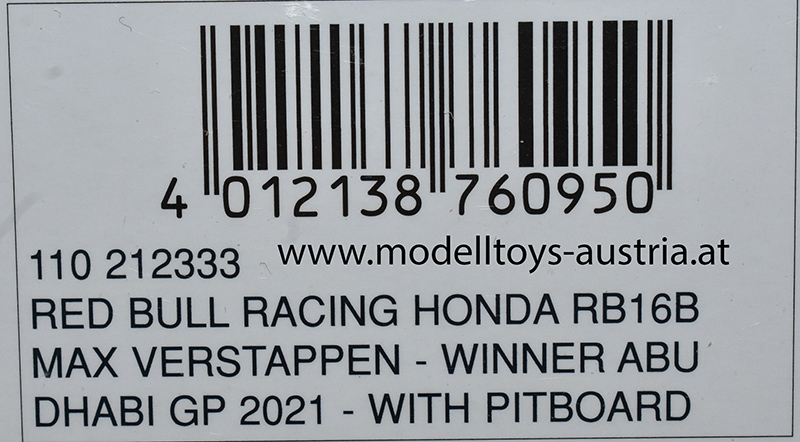 4 012138 760950
110 212333 www.modelltoys-austria.at
RED BULL RACING HONDA RB16B
MAX VERSTAPPEN - WINNER ABU
DHABI GP 2021 - WITH PITBOARD